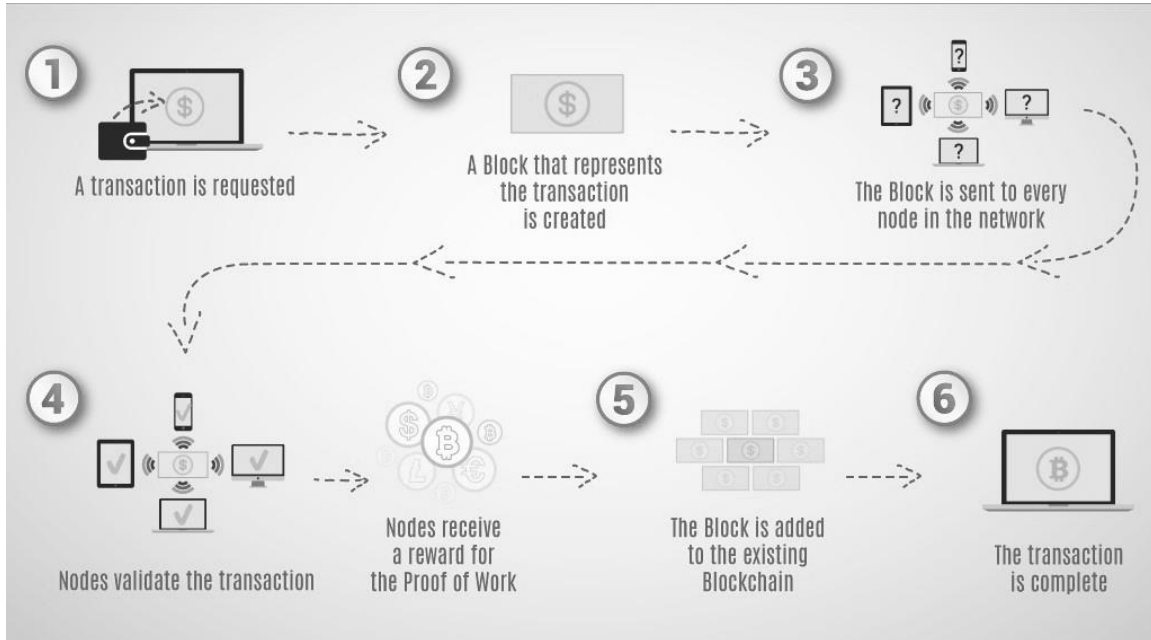 1
A transaction is requested
2
A Block that represents
the transaction
is created
3
The Block is sent to every
node in the network
4
Nodes validate the transaction
Nodes receive
a reward for
the Proof of Work
5
The Block is added
to the existing
Blockchain
6
The transaction
is complete